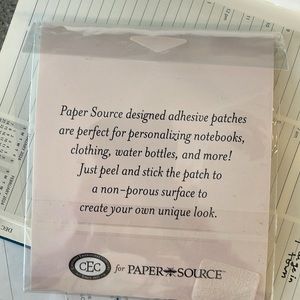 Paper Source designed adhesive patches
are perfect for personalizing notebooks,
clothing, water bottles, and more!
Just peel and stick the patch to
a non-porous surface to
create your own unique look.
CEC for PAPER SOURCE™